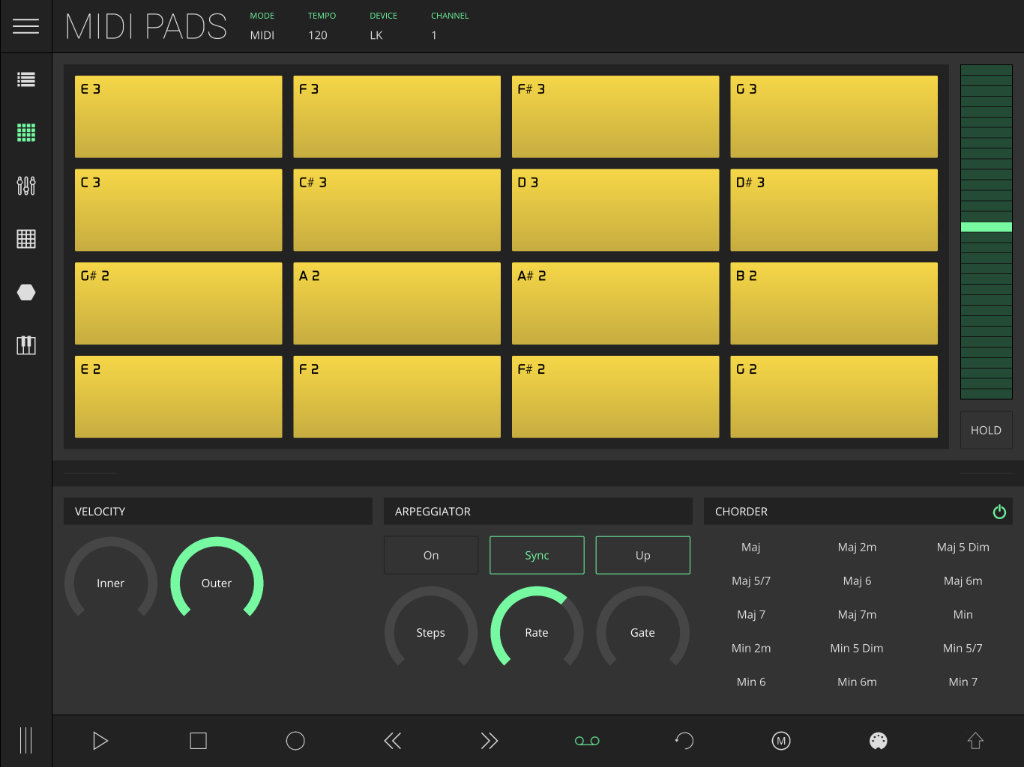 MIDI PADS
MODE TEMPO DEVICE CHANNEL
MIDI 120 LK 1
E 3 F 3 F# 3 G 3
C 3 C# 3 D 3 D# 3
G# 2 A 2 A# 2 B 2
E 2 F 2 F# 2 G 2
HOLD
VELOCITY
Inner Outer
ARPEGGIATOR
On Sync Up
Steps Rate Gate
CHORDER
Maj Maj 2m Maj 5 Dim
Maj 5/7 Maj 6 Maj 6m
Maj 7 Maj 7m Min
Min 2m Min 5 Dim Min 5/7
Min 6 Min 6m Min 7
M